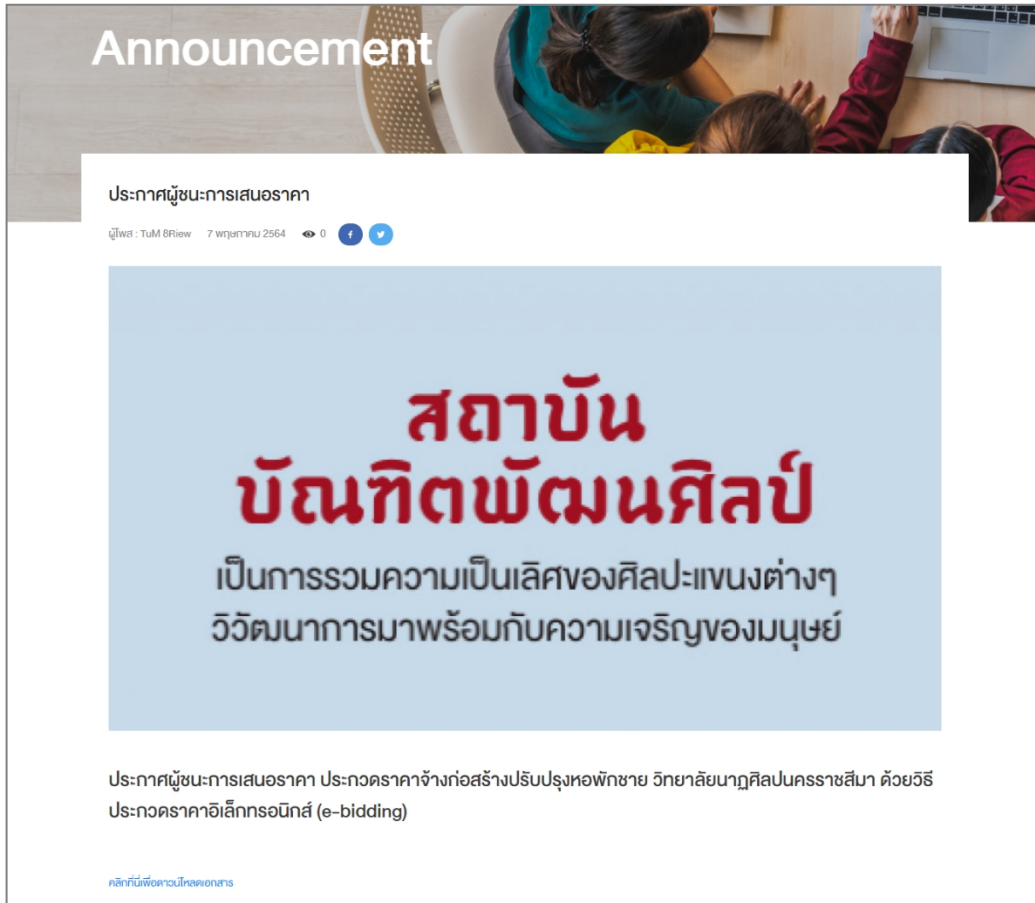 Announcement
ประกาศผู้ชนะการเสนอราคา
ผู้โพส : TuM 8Riew 7 พฤษภาคม 2564 0
สถาบัน
บัณฑิตพัฒนศิลป์
เป็นการรวมความเป็นเลิศของศิลปะแขนงต่างๆ
วิวัฒนาการมาพร้อมกับความเจริญของมนุษย์
ประกาศผู้ชนะการเสนอราคา ประกวดราคาจ้างก่อสร้างปรับปรุงหอพักชาย วิทยาลัยนาฏศิลปนครราชสีมา ด้วยวิธี
ประกวดราคาอิเล็กทรอนิกส์ (e-bidding)
คลิกที่นี่เพื่อดาวน์โหลดเอกสาร